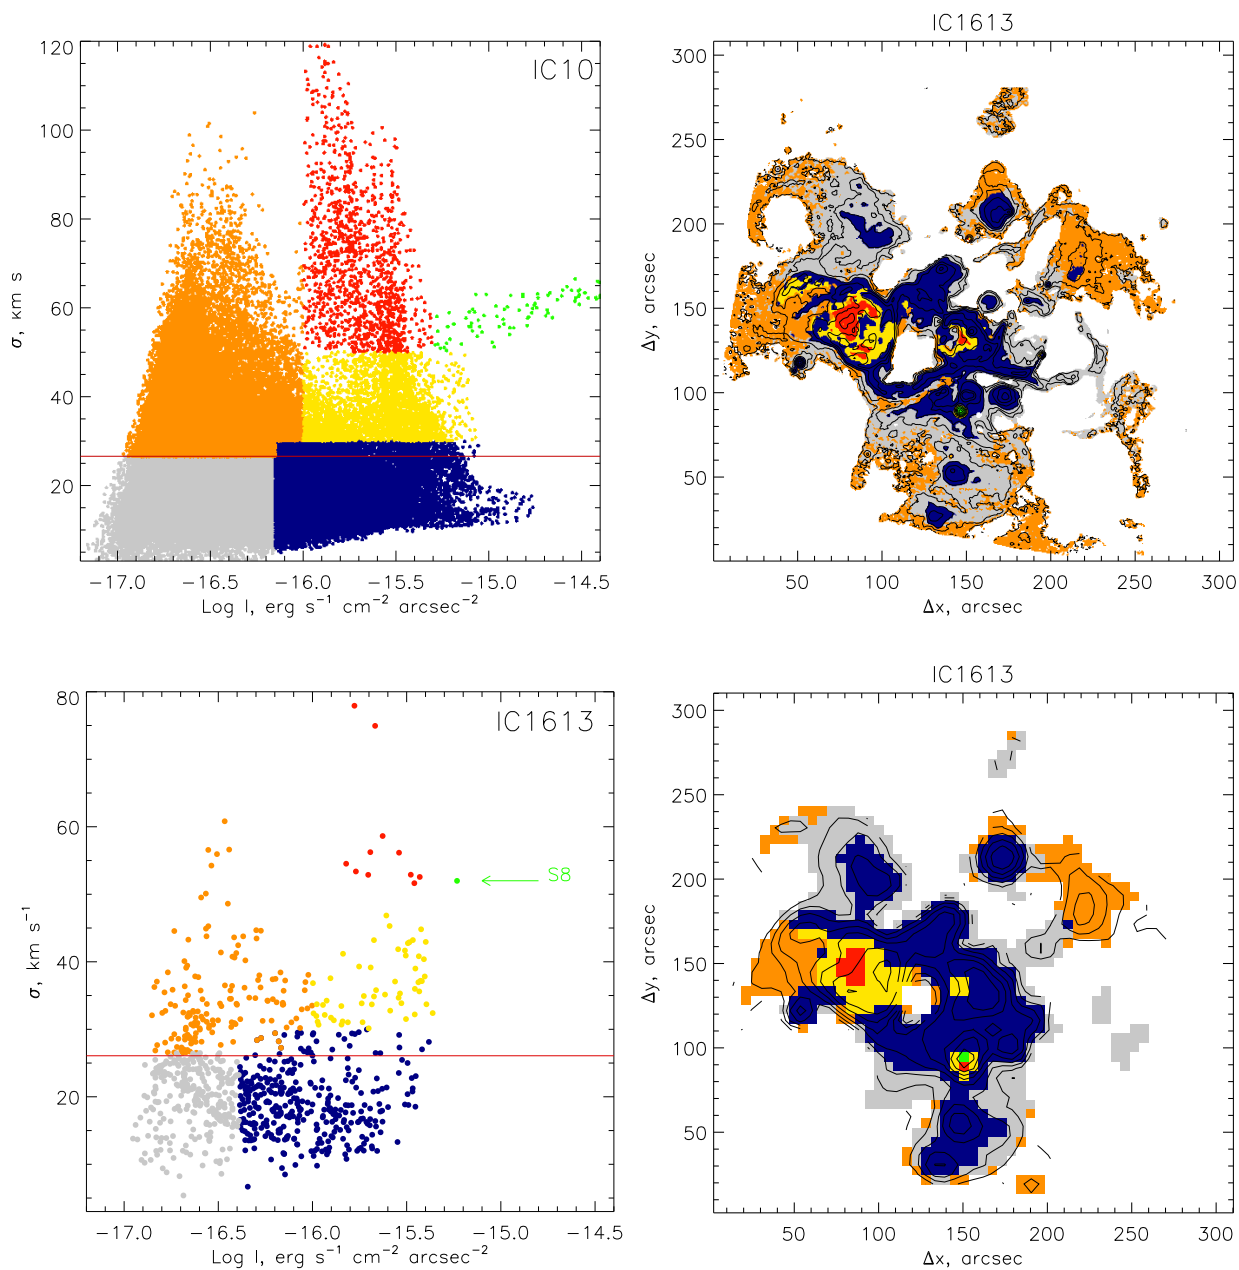 IC1613
120
100
80
60
40
20
σ, km s
IC10
−17.0 −16.5 −16.0 −15.5 −15.0 −14.5
Log I, erg s⁻¹ cm⁻² arcsec⁻²
300
250
200
150
100
50
Δy, arcsec
50 100 150 200 250 300
Δx, arcsec
IC1613
80
60
40
20
σ, km s⁻¹
IC1613
S8
−17.0 −16.5 −16.0 −15.5 −15.0 −14.5
Log I, erg s⁻¹ cm⁻² arcsec⁻²
300
250
200
150
100
50
Δy, arcsec
50 100 150 200 250 300
Δx, arcsec